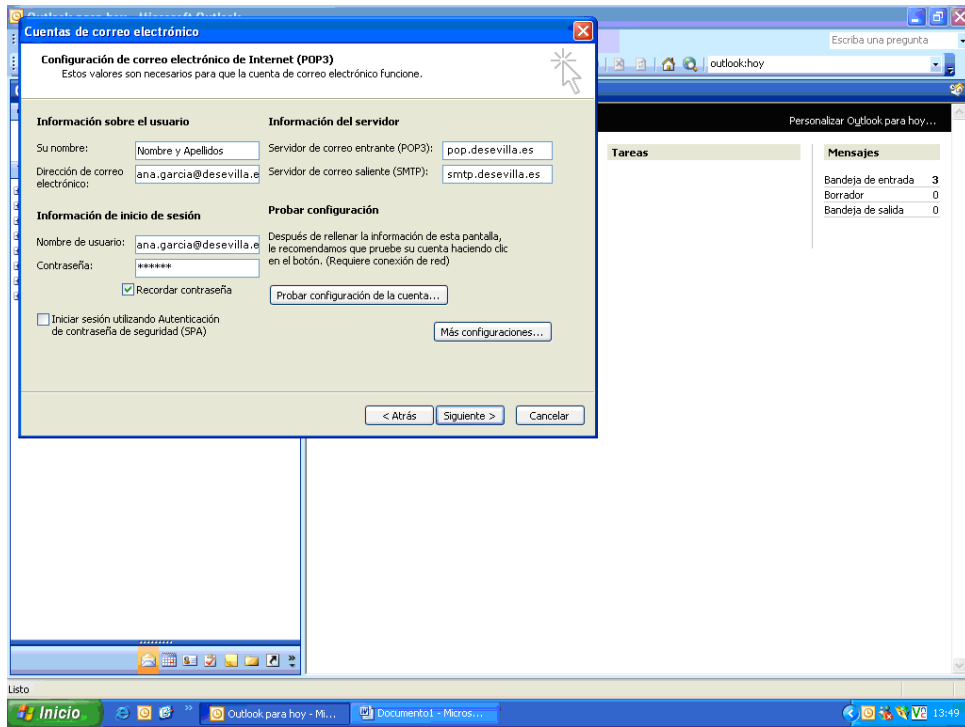 Outlook para hoy - Microsoft Outlook
Cuentas de correo electrónico
Escriba una pregunta
Configuración de correo electrónico de Internet (POP3)
Estos valores son necesarios para que la cuenta de correo electrónico funcione.
outlook:hoy
Personalizar Outlook para hoy...
Información sobre el usuario
Su nombre:
Nombre y Apellidos
Dirección de correo
electrónico:
ana.garcia@desevilla.e
Información del servidor
Servidor de correo entrante (POP3):
pop.desevilla.es
Servidor de correo saliente (SMTP):
smtp.desevilla.es
Información de inicio de sesión
Nombre de usuario:
ana.garcia@desevilla.e
Contraseña:
******
Recordar contraseña
Iniciar sesión utilizando Autenticación
de contraseña de seguridad (SPA)
Probar configuración
Después de rellenar la información de esta pantalla,
le recomendamos que pruebe su cuenta haciendo clic
en el botón. (Requiere conexión de red)
Probar configuración de la cuenta...
Más configuraciones...
< Atrás
Siguiente >
Cancelar
Tareas
Mensajes
Bandeja de entrada 3
Borrador 0
Bandeja de salida 0
Listo
Inicio
Outlook para hoy - Mi...
Documento1 - Micros...
13:49